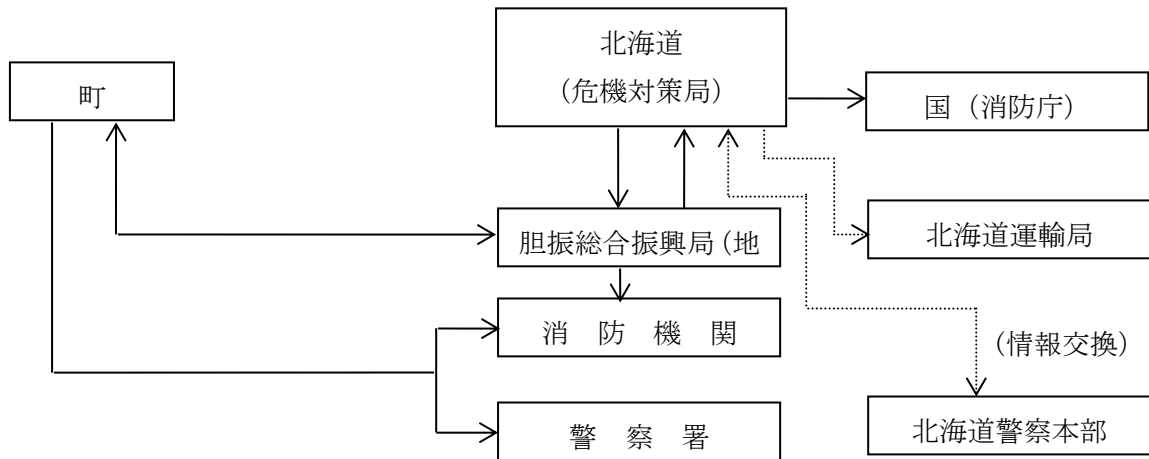 北海道
(危機対策局)
町
国（消防庁）
胆振総合振興局(地
北海道運輸局
消　防　機　関
(情報交換)
警　察　署
北海道警察本部